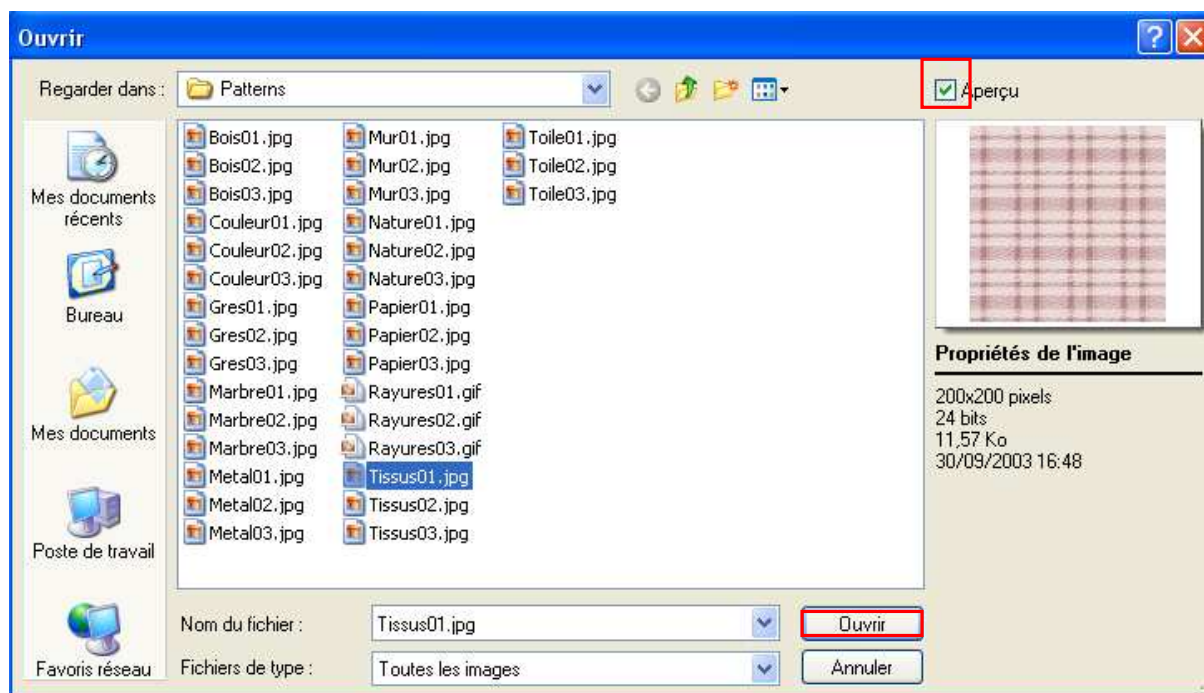 Ouvrir
Regarder dans :
Patterns
Aperçu
Mes documents
récents
Bureau
Mes documents
Poste de travail
Favoris réseau
Bois01.jpg
Bois02.jpg
Bois03.jpg
Couleur01.jpg
Couleur02.jpg
Couleur03.jpg
Gres01.jpg
Gres02.jpg
Gres03.jpg
Marbre01.jpg
Marbre02.jpg
Marbre03.jpg
Metal01.jpg
Metal02.jpg
Metal03.jpg
Mur01.jpg
Mur02.jpg
Mur03.jpg
Nature01.jpg
Nature02.jpg
Nature03.jpg
Papier01.jpg
Papier02.jpg
Papier03.jpg
Rayures01.gif
Rayures02.gif
Rayures03.gif
Tissus01.jpg
Tissus02.jpg
Tissus03.jpg
Toile01.jpg
Toile02.jpg
Toile03.jpg
Propriétés de l'image
200x200 pixels
24 bits
11,57 Ko
30/09/2003 16:48
Nom du fichier :
Tissus01.jpg
Ouvrir
Fichiers de type :
Toutes les images
Annuler